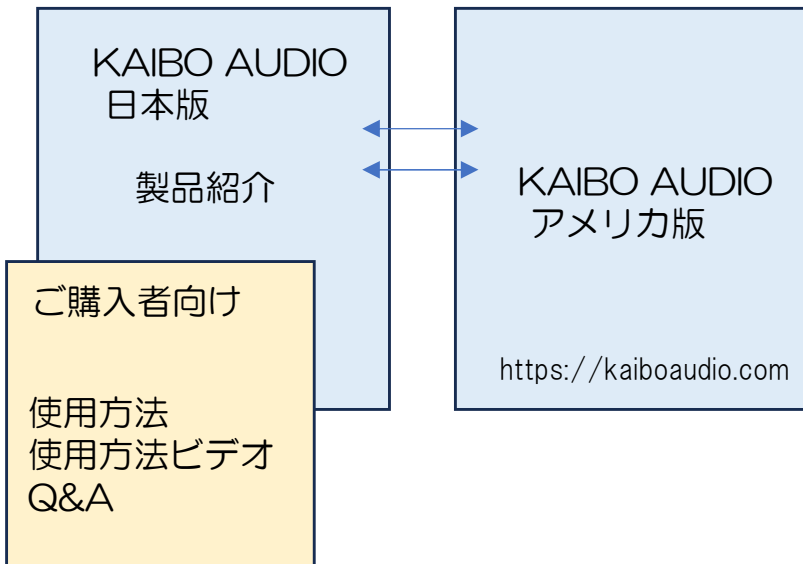 KAIBO AUDIO
日本版
製品紹介
ご購入者向け
使用方法
使用方法ビデオ
Q&A
KAIBO AUDIO
アメリカ版
https://kaiboaudio.com